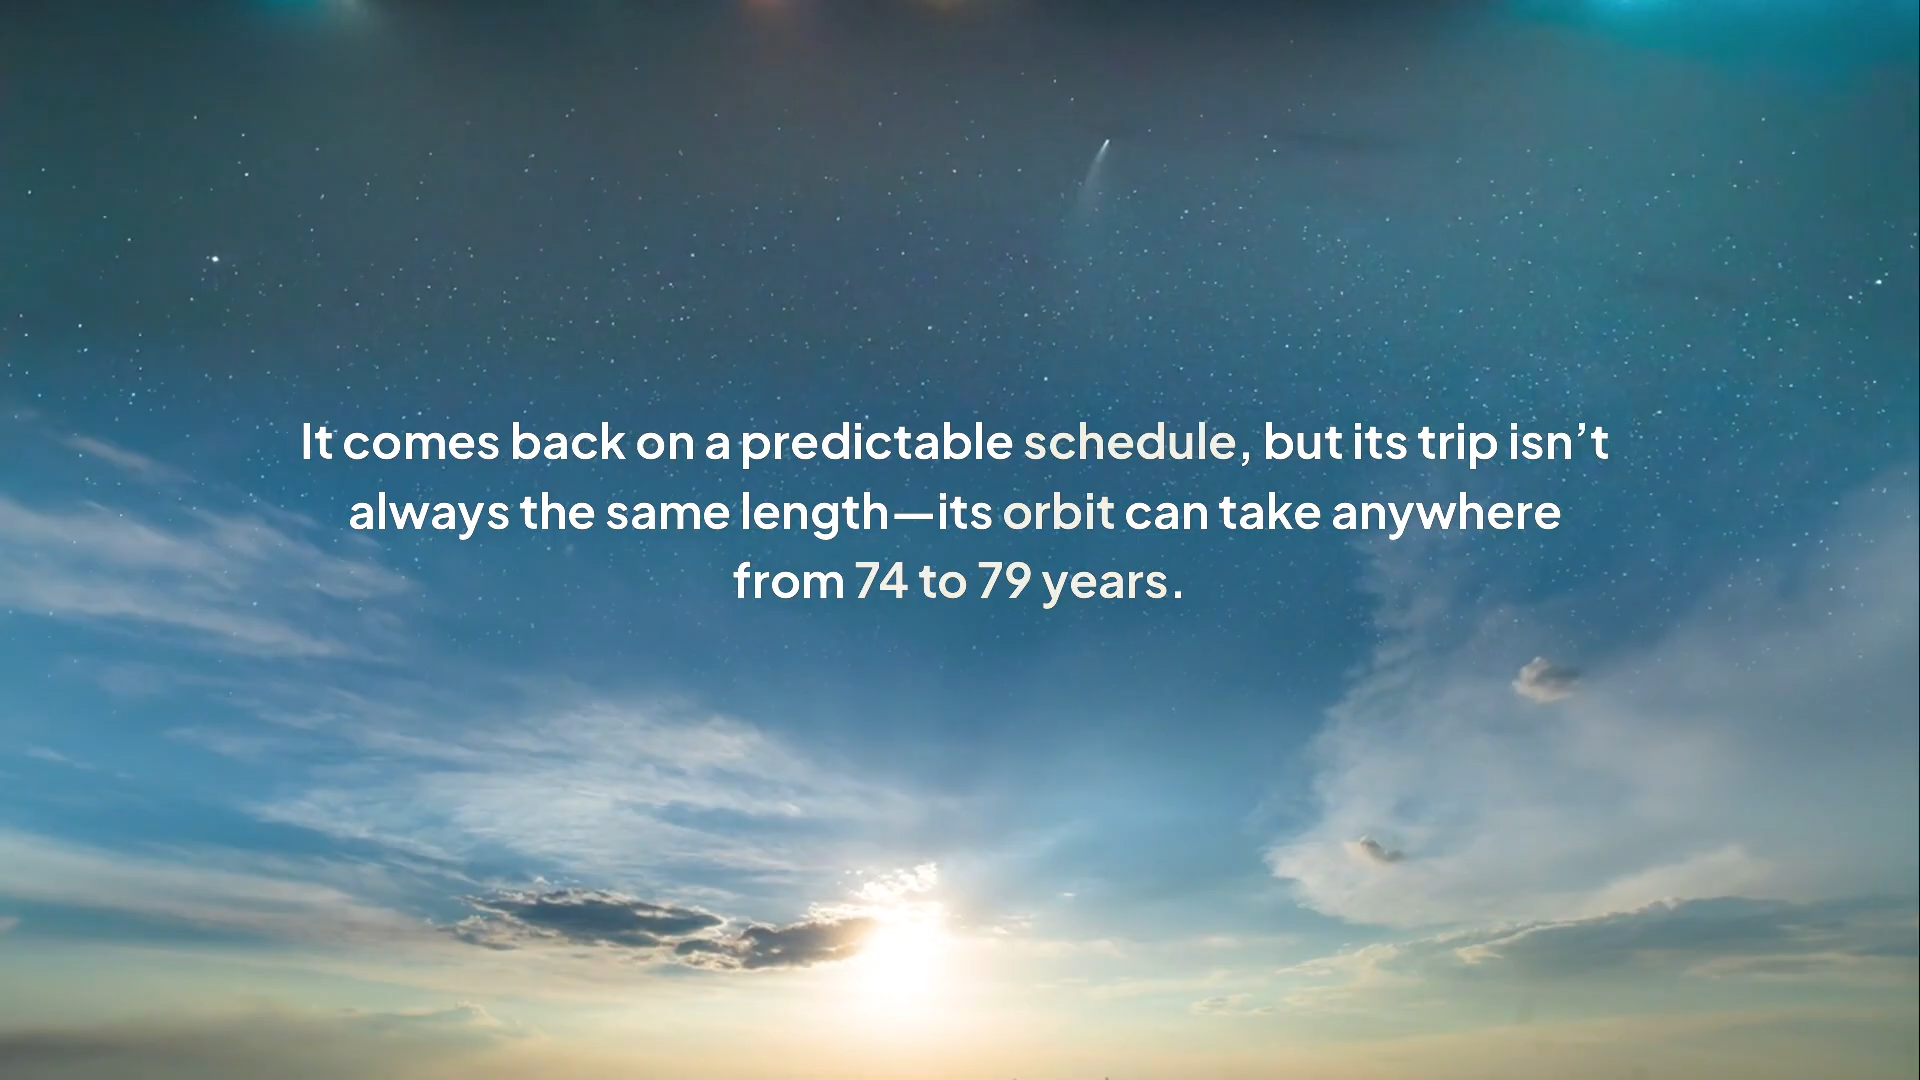 It comes back on a predictable schedule, but its trip isn’t
always the same length—its orbit can take anywhere
from 74 to 79 years.